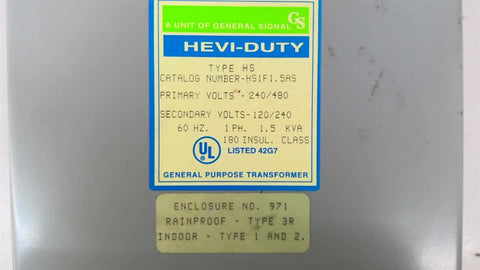 A UNIT OF GENERAL SIGNAL GS
HEVI-DUTY
TYPE HS
CATALOG NUMBER-HS1F1.5AS
PRIMARY VOLTS - 240/480
SECONDARY VOLTS-120/240
60 HZ. 1 PH. 1.5 KVA
180 INSUL. CLASS
UL LISTED 42G7
GENERAL PURPOSE TRANSFORMER
ENCLOSURE NO. 971
RAINPROOF - TYPE 3R
INDOOR - TYPE 1 AND 2.